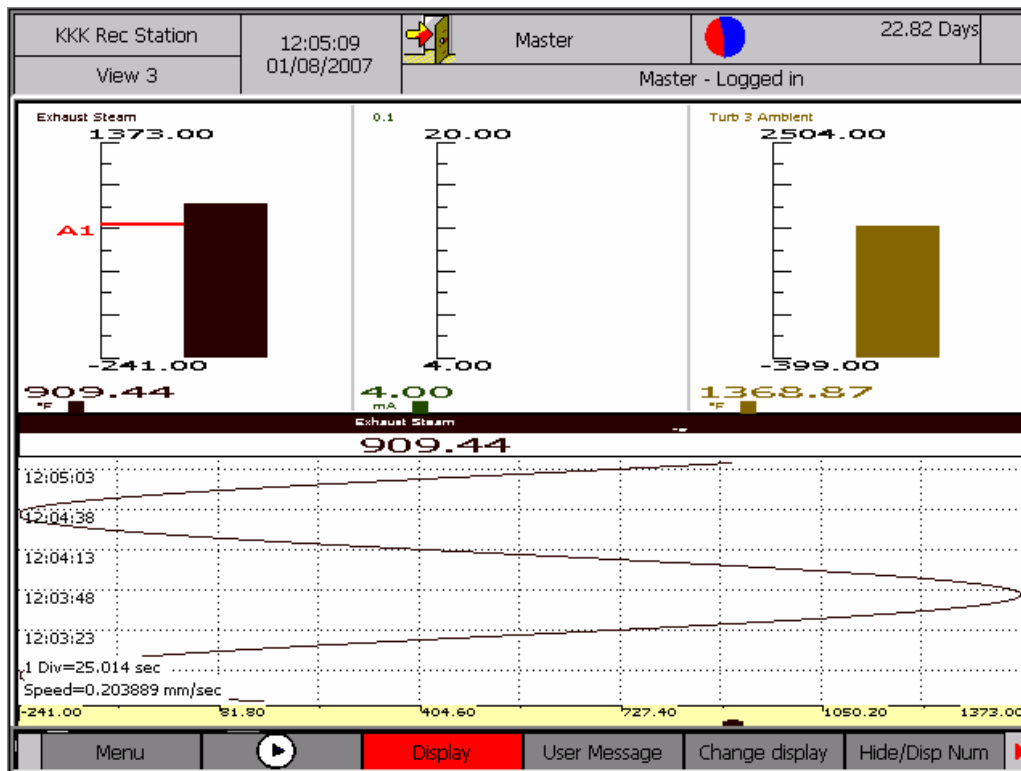 KKK Rec Station
View 3
12:05:09
01/08/2007
Master
22.82 Days
Master - Logged in
Exhaust Steam
1373.00
A1
-241.00
909.44
°F
0.1
20.00
4.00
4.00
mA
Turb 3 Ambient
2504.00
-399.00
1368.87
°F
Exhaust Steam
909.44
12:05:03
12:04:38
12:04:13
12:03:48
12:03:23
1 Div=25.014 sec
Speed=0.203889 mm/sec
-241.00 81.80 404.60 727.40 1050.20 1373.00
Menu Display User Message Change display Hide/Disp Num